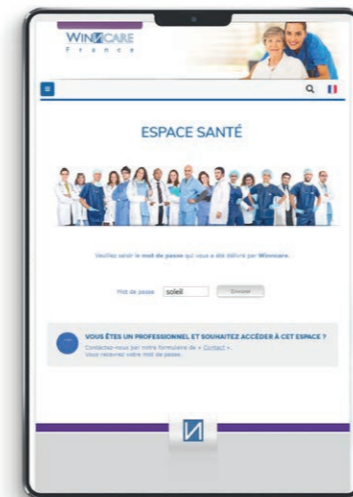 WINNCARE
France
ESPACE SANTÉ
Veuillez saisir le mot de passe qui vous a été délivré par Winncare.
Mot de passe soleil Envoyer
VOUS ÊTES UN PROFESSIONNEL ET SOUHAITEZ ACCÉDER À CET ESPACE ?
Contactez-nous par notre formulaire de « Contact ».
Vous recevrez votre mot de passe.